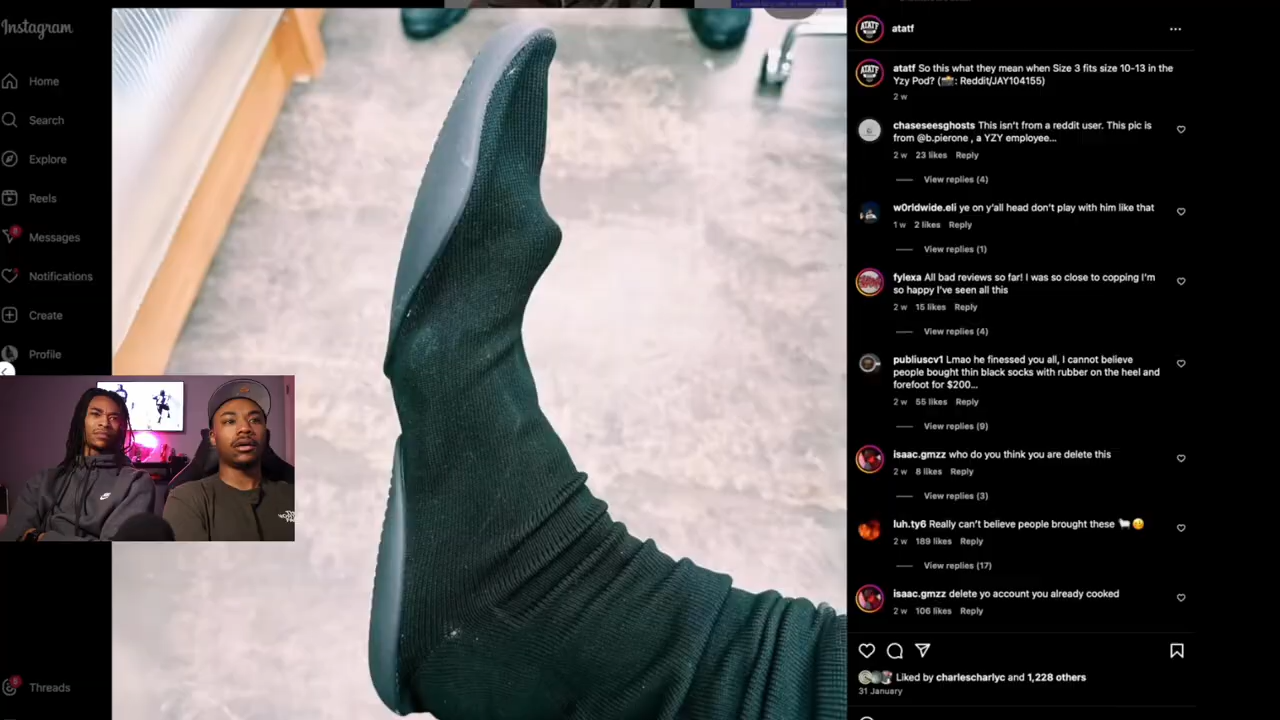 Instagram
Home
Search
Explore
Reels
8
Messages
Notifications
Create
Profile
5
Threads
atatf
atatf So this what they mean when Size 3 fits size 10-13 in the
Yzy Pod? (📸: Reddit/JAY104155)
2 w
chaseseesghosts This isn't from a reddit user. This pic is
from @b.pierone , a YZY employee...
2 w 23 likes Reply
View replies (4)
w0rldwide.eli ye on y'all head don't play with him like that
1 w 2 likes Reply
View replies (1)
fylexa All bad reviews so far! I was so close to copping I'm
so happy I've seen all this
2 w 15 likes Reply
View replies (4)
publiuscv1 Lmao he finessed you all, I cannot believe
people bought thin black socks with rubber on the heel and
forefoot for $200...
2 w 55 likes Reply
View replies (9)
isaac.gmzz who do you think you are delete this
2 w 8 likes Reply
View replies (3)
luh.ty6 Really can't believe people brought these 🐑🤑
2 w 189 likes Reply
View replies (17)
isaac.gmzz delete yo account you already cooked
2 w 106 likes Reply
Liked by charlescharlyc and 1,228 others
31 January